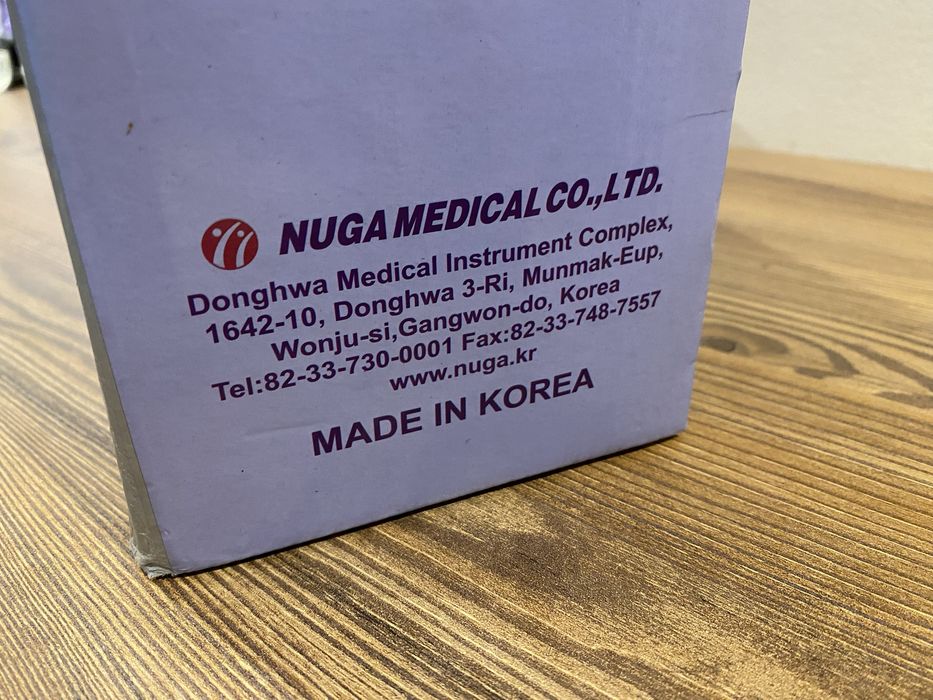 NUGA MEDICAL CO.,LTD.
Donghwa Medical Instrument Complex,
1642-10, Donghwa 3-Ri, Munmak-Eup,
Wonju-si,Gangwon-do, Korea
Tel:82-33-730-0001 Fax:82-33-748-7557
www.nuga.kr
MADE IN KOREA